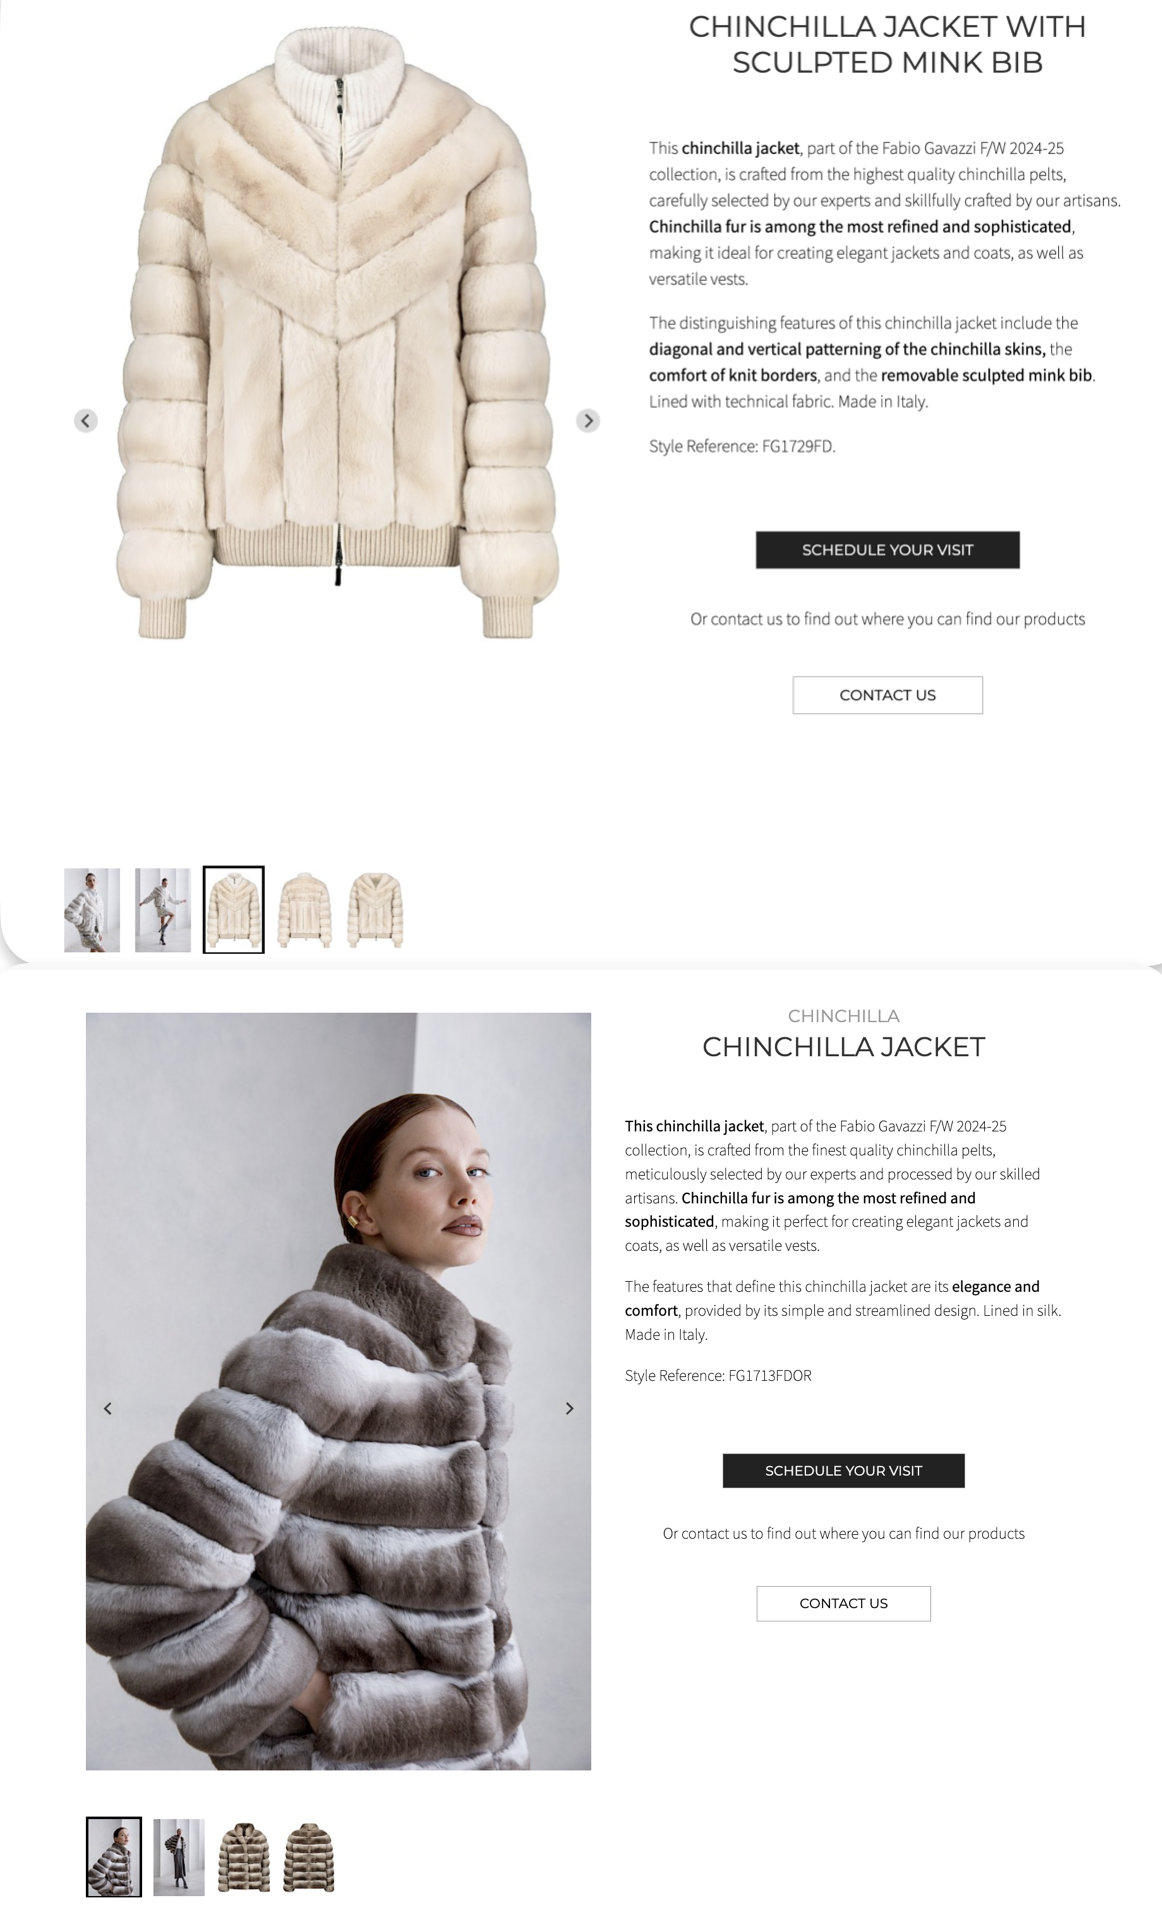 CHINCHILLA JACKET WITH
SCULPTED MINK BIB
This chinchilla jacket, part of the Fabio Gavazzi F/W 2024-25
collection, is crafted from the highest quality chinchilla pelts,
carefully selected by our experts and skillfully crafted by our artisans.
Chinchilla fur is among the most refined and sophisticated,
making it ideal for creating elegant jackets and coats, as well as
versatile vests.
The distinguishing features of this chinchilla jacket include the
diagonal and vertical patterning of the chinchilla skins, the
comfort of knit borders, and the removable sculpted mink bib.
Lined with technical fabric. Made in Italy.
Style Reference: FG1729FD.
SCHEDULE YOUR VISIT
Or contact us to find out where you can find our products
CONTACT US
CHINCHILLA
CHINCHILLA JACKET
This chinchilla jacket, part of the Fabio Gavazzi F/W 2024-25
collection, is crafted from the finest quality chinchilla pelts,
meticulously selected by our experts and processed by our skilled
artisans. Chinchilla fur is among the most refined and
sophisticated, making it perfect for creating elegant jackets and
coats, as well as versatile vests.
The features that define this chinchilla jacket are its elegance and
comfort, provided by its simple and streamlined design. Lined in silk.
Made in Italy.
Style Reference: FG1713FDOR
SCHEDULE YOUR VISIT
Or contact us to find out where you can find our products
CONTACT US